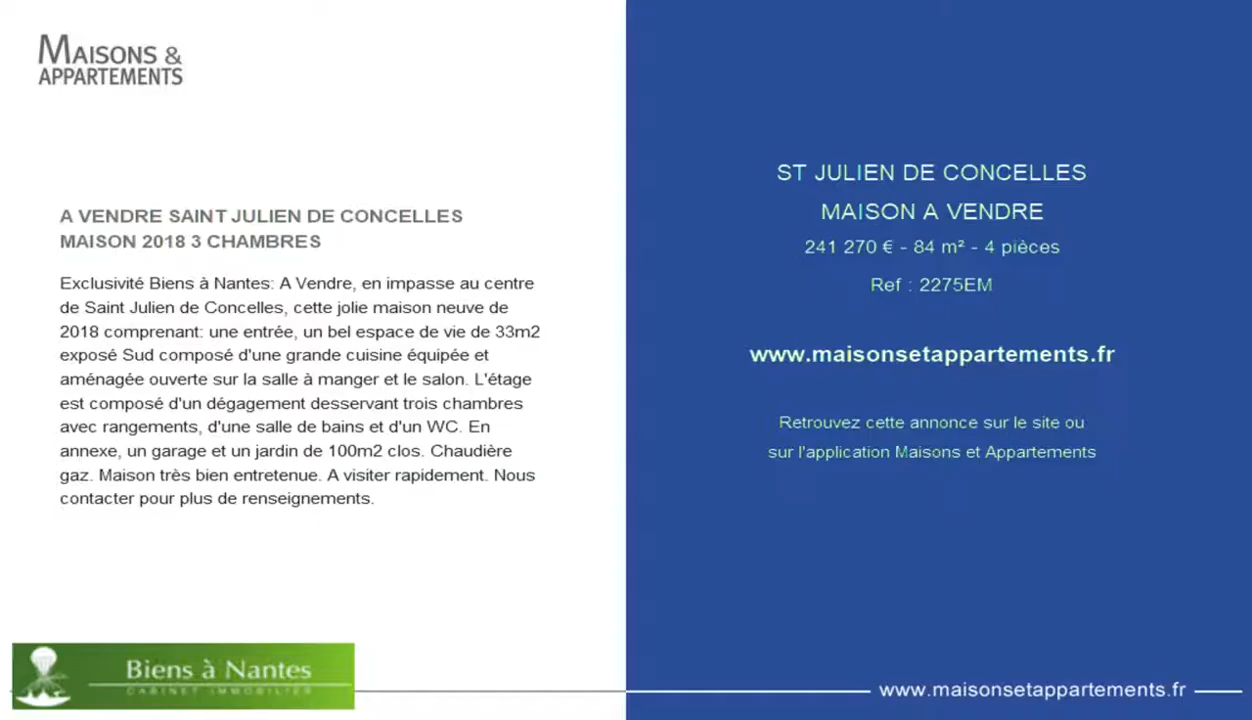 MAISONS &
APPARTEMENTS
A VENDRE SAINT JULIEN DE CONCELLES
MAISON 2018 3 CHAMBRES
Exclusivité Biens à Nantes: A Vendre, en impasse au centre
de Saint Julien de Concelles, cette jolie maison neuve de
2018 comprenant: une entrée, un bel espace de vie de 33m2
exposé Sud composé d'une grande cuisine équipée et
aménagée ouverte sur la salle à manger et le salon. L'étage
est composé d'un dégagement desservant trois chambres
avec rangements, d'une salle de bains et d'un WC. En
annexe, un garage et un jardin de 100m2 clos. Chaudière
gaz. Maison très bien entretenue. A visiter rapidement. Nous
contacter pour plus de renseignements.
Biens à Nantes
CABINET IMMOBILIER
ST JULIEN DE CONCELLES
MAISON A VENDRE
241 270 € - 84 m² - 4 pièces
Ref : 2275EM
www.maisonsetappartements.fr
Retrouvez cette annonce sur le site ou
sur l'application Maisons et Appartements
www.maisonsetappartements.fr